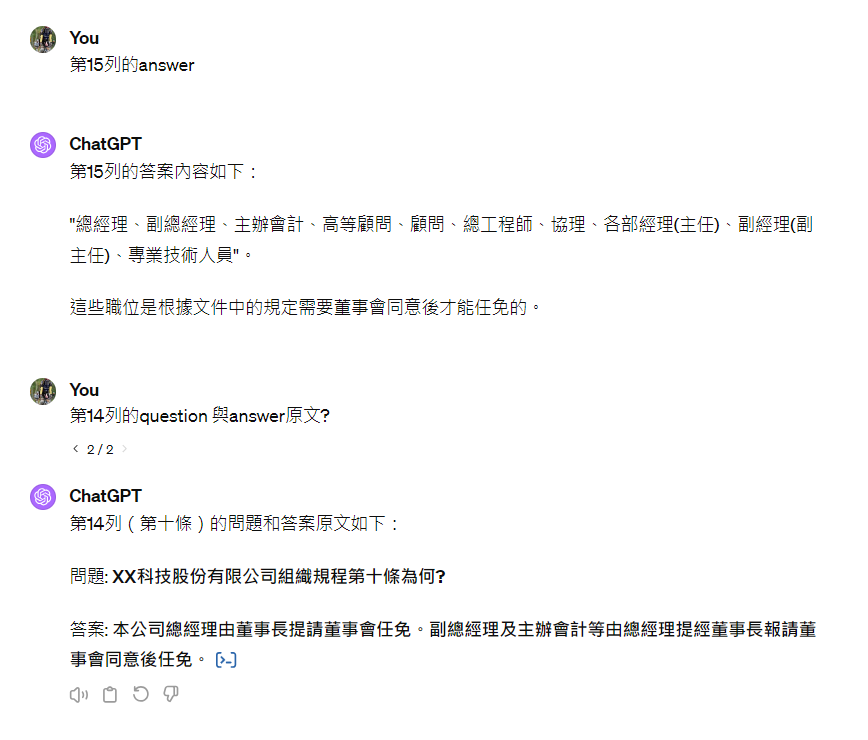 You
第15列的answer
ChatGPT
第15列的答案內容如下：
"總經理、副總經理、主辦會計、高等顧問、顧問、總工程師、協理、各部經理(主任)、副經理(副
主任)、專業技術人員"。
這些職位是根據文件中的規定需要董事會同意後才能任免的。
You
第14列的question 與answer原文?
< 2 / 2 >
ChatGPT
第14列（第十條）的問題和答案原文如下：
問題: XX科技股份有限公司組織規程第十條為何?
答案: 本公司總經理由董事長提請董事會任免。副總經理及主辦會計等由總經理提經董事長報請董
事會同意後任免。 [>-]